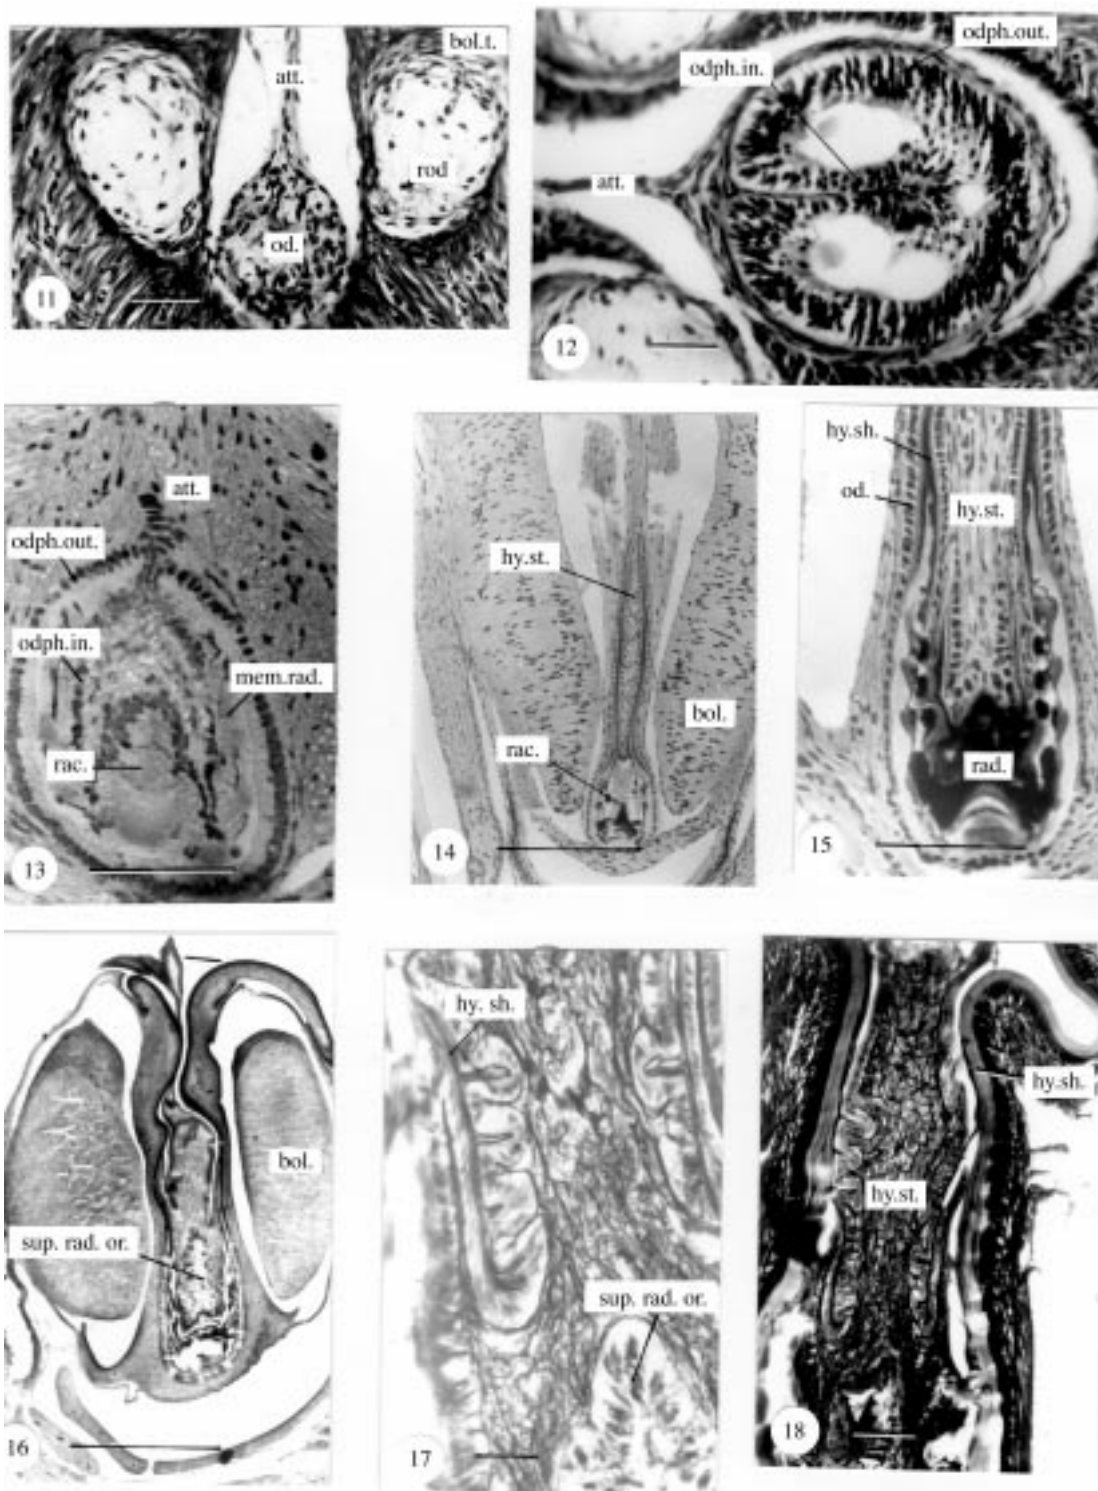 bol.t.
att.
rod
od.
11
odph.out.
odph.in.
att.
12
att.
odph.out.
odph.in.
mem.rad.
rac.
13
hy.st.
bol.
rac.
14
hy.sh.
od.
hy.st.
rad.
15
bol.
sup. rad. or.
16
hy. sh.
sup. rad. or.
17
hy.sh.
hy.st.
18